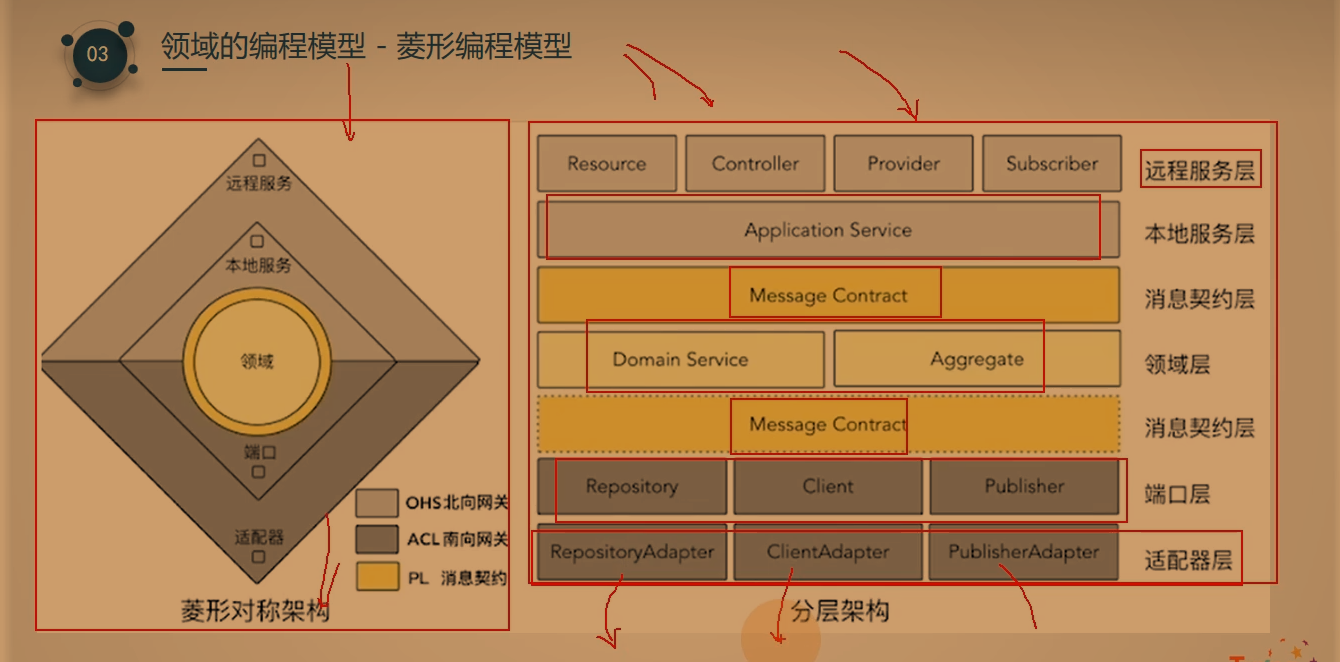 03
领域的编程模型 - 菱形编程模型
远程服务
本地服务
领域
端口
适配器
OHS北向网关
ACL南向网关
PL 消息契约
菱形对称架构
Resource Controller Provider Subscriber 远程服务层
Application Service 本地服务层
Message Contract 消息契约层
Domain Service Aggregate 领域层
Message Contract 消息契约层
Repository Client Publisher 端口层
RepositoryAdapter ClientAdapter PublisherAdapter 适配器层
分层架构